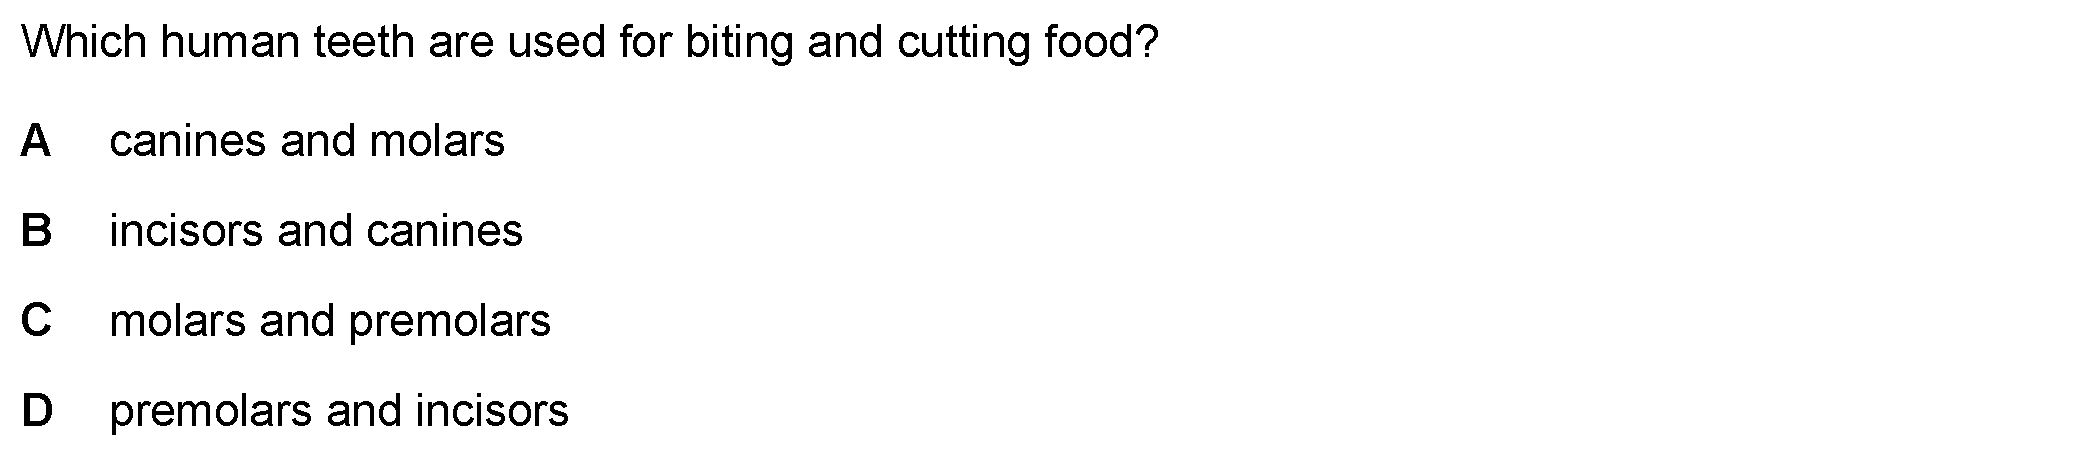 Which human teeth are used for biting and cutting food?
A canines and molars
B incisors and canines
C molars and premolars
D premolars and incisors